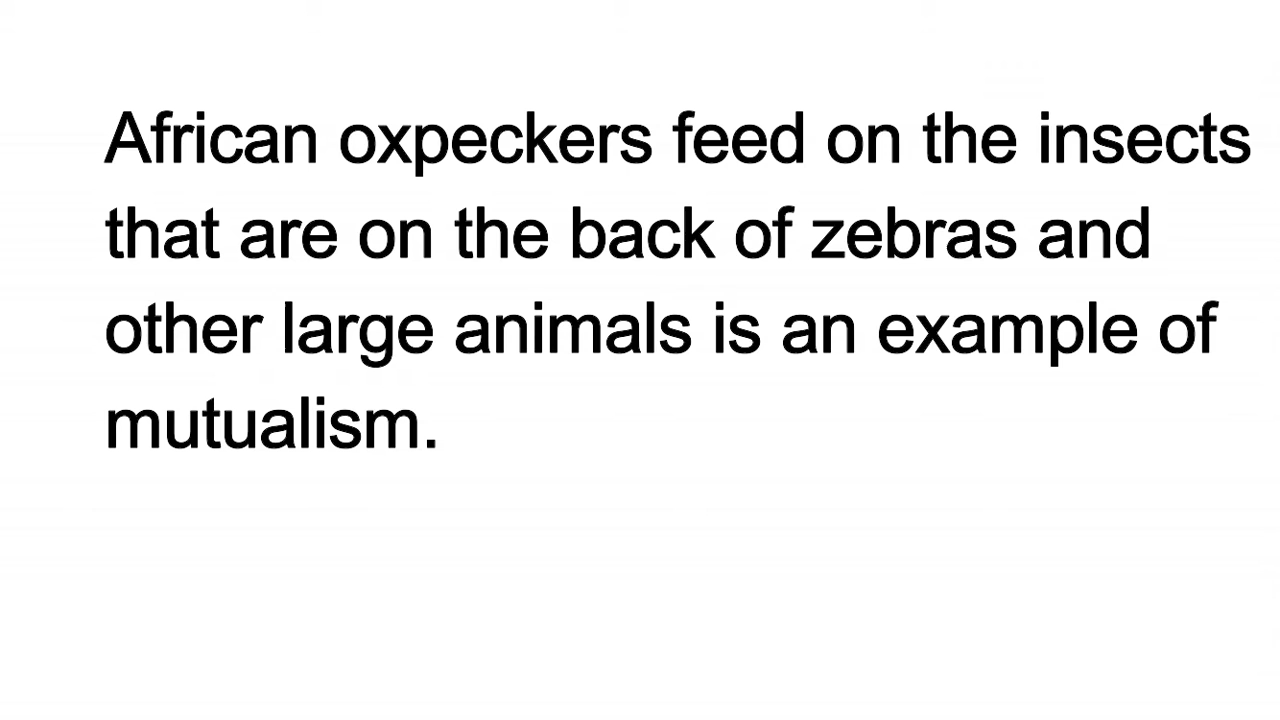 African oxpeckers feed on the insects
that are on the back of zebras and
other large animals is an example of
mutualism.